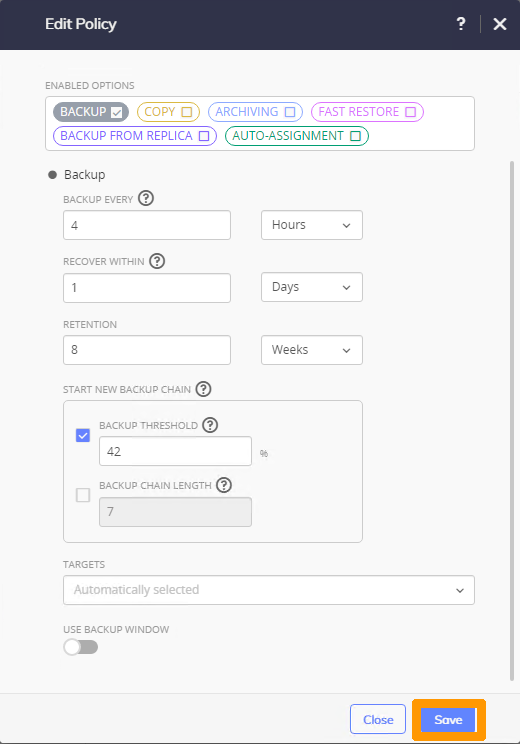 Edit Policy ?
ENABLED OPTIONS
BACKUP COPY ARCHIVING FAST RESTORE
BACKUP FROM REPLICA AUTO-ASSIGNMENT
Backup
BACKUP EVERY ?
4 Hours
RECOVER WITHIN ?
1 Days
RETENTION
8 Weeks
START NEW BACKUP CHAIN ?
BACKUP THRESHOLD ?
42 %
BACKUP CHAIN LENGTH ?
7
TARGETS
Automatically selected
USE BACKUP WINDOW
Close Save